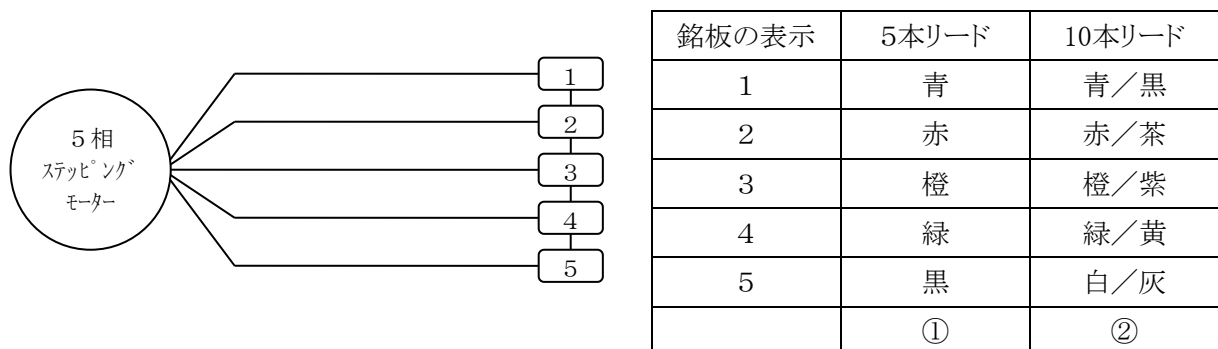 5相
ステッピング
モーター
1
2
3
4
5
銘板の表示 5本リード 10本リード
1 青 青／黒
2 赤 赤／茶
3 橙 橙／紫
4 緑 緑／黄
5 黒 白／灰
① ②